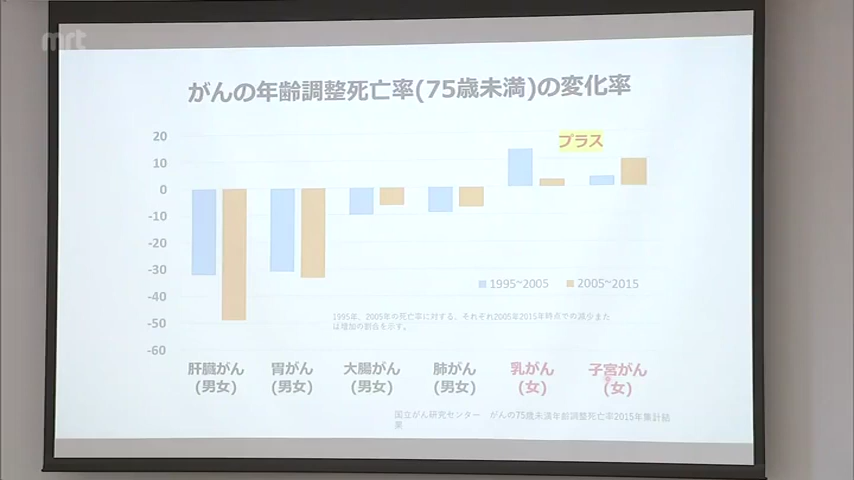 mrt
がんの年齢調整死亡率(75歳未満)の変化率
プラス
20
10
0
-10
-20
-30
-40
-50
-60
1995~2005 2005~2015
1995年、2005年の死亡率に対する、それぞれ2005年2015年時点での減少また
は増加の割合を示す。
肝臓がん 胃がん 大腸がん 肺がん 乳がん 子宮がん
(男女) (男女) (男女) (男女) (女) (女)
国立がん研究センター がんの75歳未満年齢調整死亡率2015年集計結
果